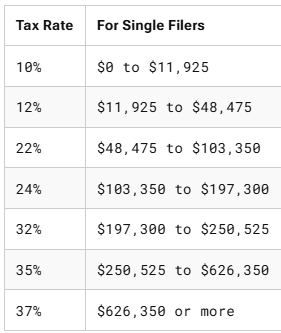 Tax Rate For Single Filers
10% $0 to $11,925
12% $11,925 to $48,475
22% $48,475 to $103,350
24% $103,350 to $197,300
32% $197,300 to $250,525
35% $250,525 to $626,350
37% $626,350 or more